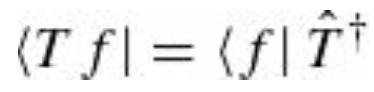 ⟨T f| = ⟨f| T̂†